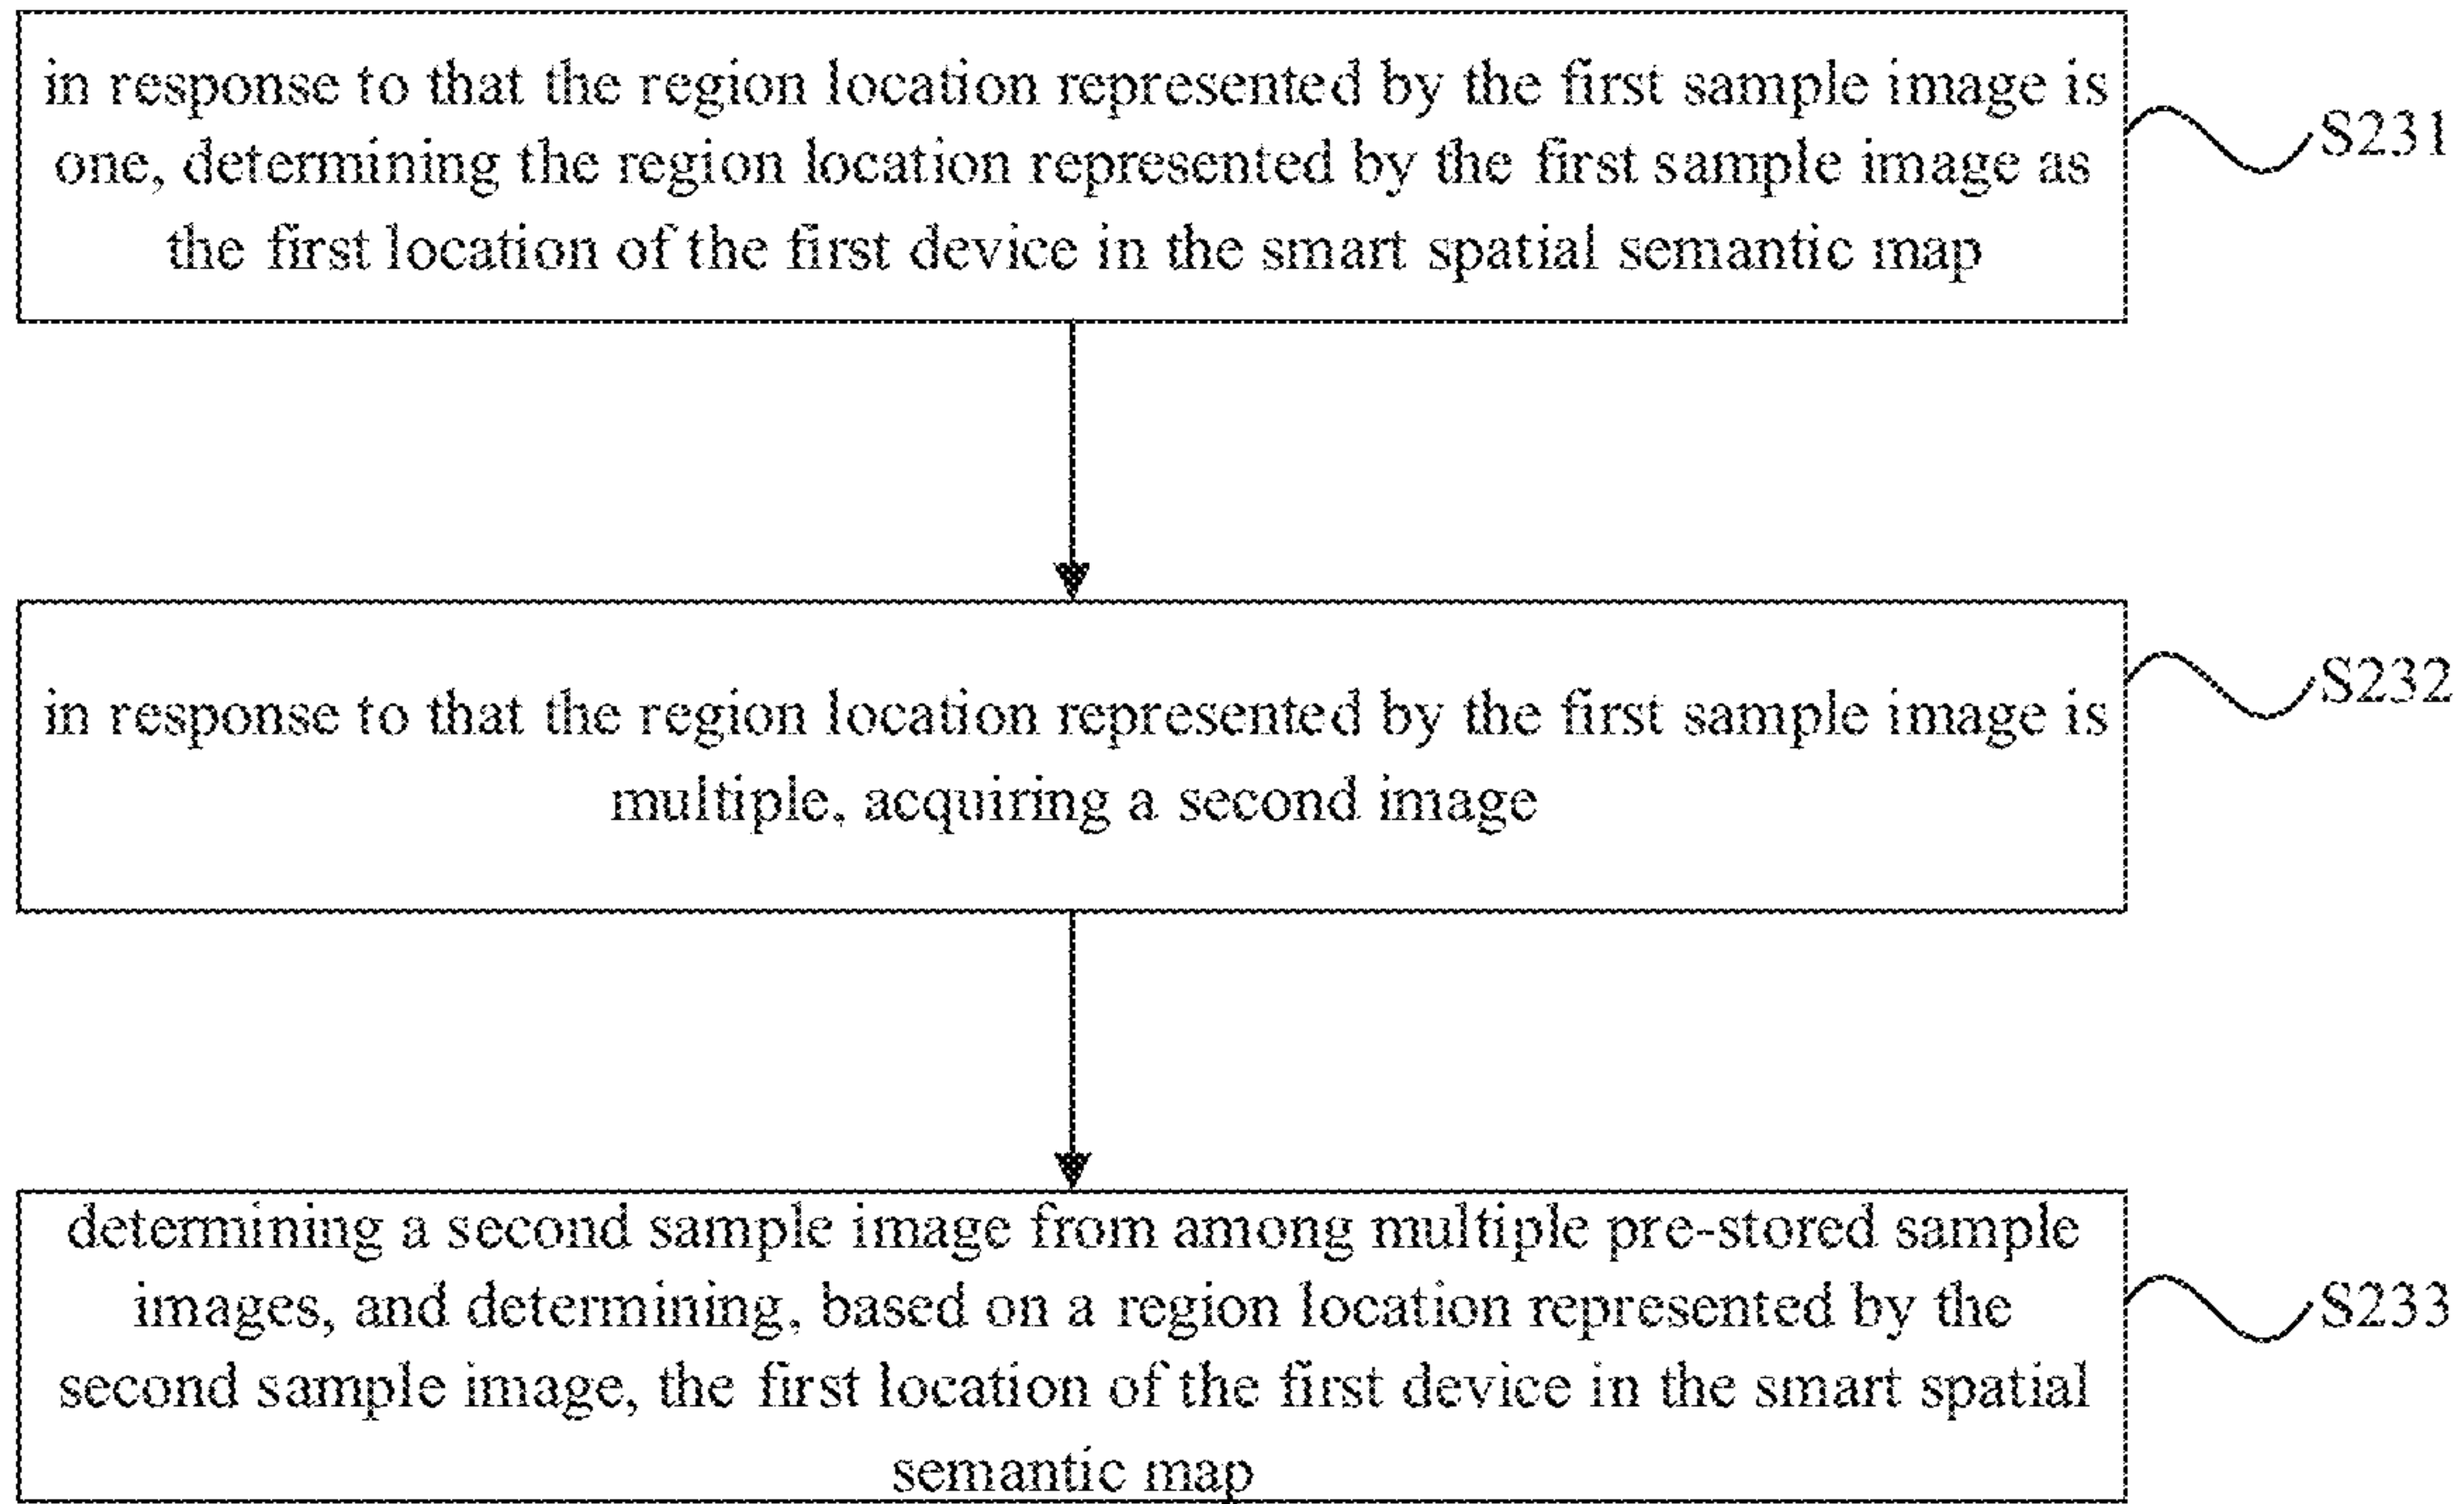 in response to that the region location represented by the first sample image is
one, determining the region location represented by the first sample image as
the first location of the first device in the smart spatial semantic map
S231
in response to that the region location represented by the first sample image is
multiple, acquiring a second image
S232
determining a second sample image from among multiple pre-stored sample
images, and determining, based on a region location represented by the
second sample image, the first location of the first device in the smart spatial
semantic map
S233